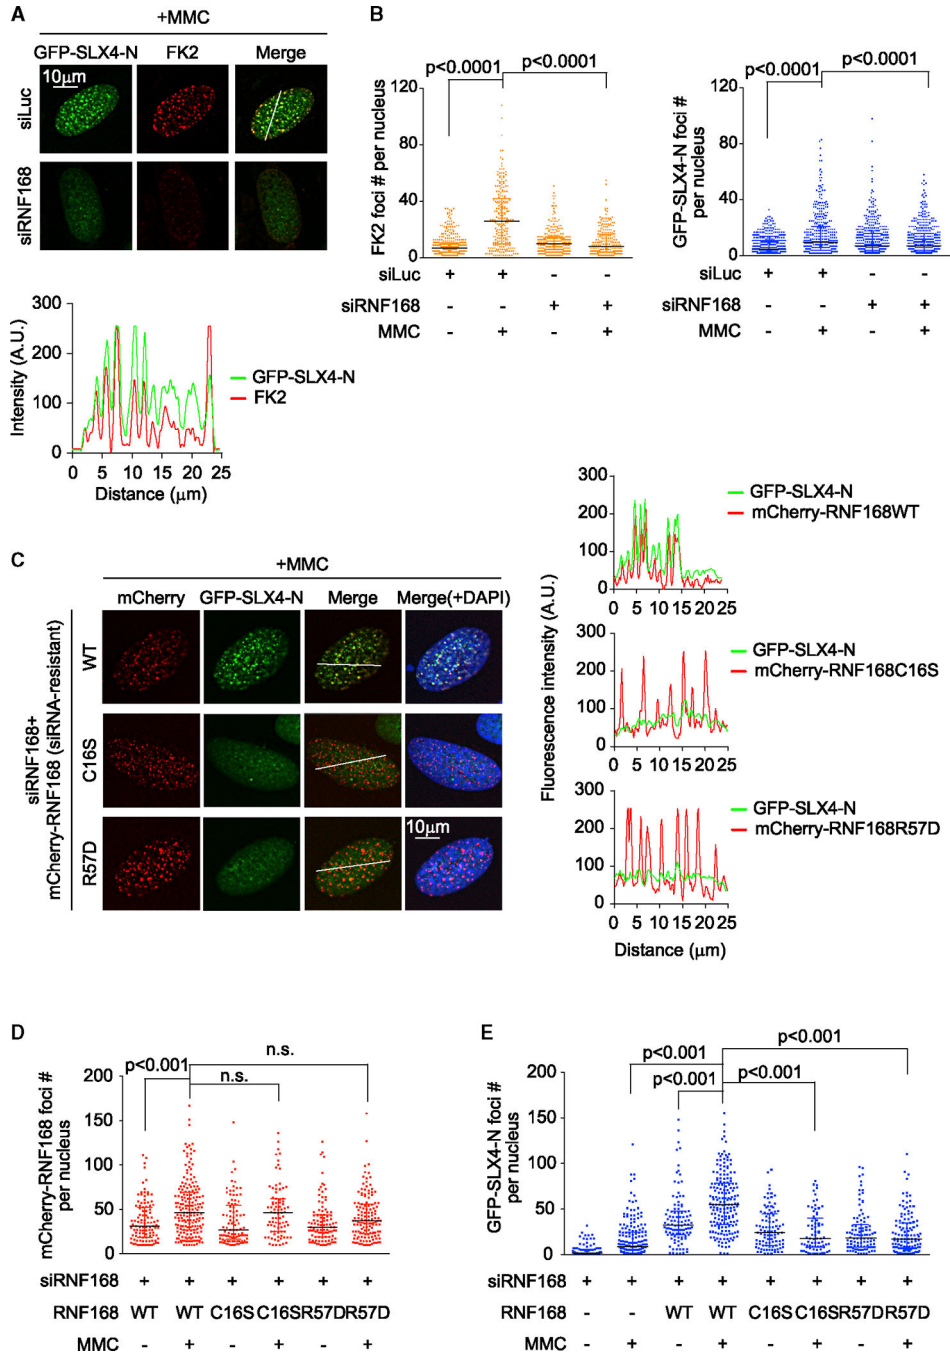 A
+MMC
GFP-SLX4-N FK2 Merge
10μm
siLuc
siRNF168
300
200
100
0
Intensity (A.U.)
0 5 10 15 20 25
Distance (μm)
GFP-SLX4-N
FK2
B
p<0.0001 p<0.0001
120
80
40
0
FK2 foci # per nucleus
siLuc + + - -
siRNF168 - - + +
MMC - + - +
p<0.0001 p<0.0001
120
80
40
0
GFP-SLX4-N foci #
per nucleus
siLuc + + - -
siRNF168 - - + +
MMC - + - +
C
+MMC
mCherry GFP-SLX4-N Merge Merge(+DAPI)
siRNF168+
mCherry-RNF168 (siRNA-resistant)
WT
C16S
R57D
10μm
Fluorescence intensity (A.U.)
300
200
100
0
0 5 10 15 20 25
GFP-SLX4-N
mCherry-RNF168WT
300
200
100
0
0 5 10 15 20 25
GFP-SLX4-N
mCherry-RNF168C16S
300
200
100
0
0 5 10 15 20 25
GFP-SLX4-N
mCherry-RNF168R57D
Distance (μm)
D
n.s.
p<0.001
n.s.
200
150
100
50
0
mCherry-RNF168 foci #
per nucleus
siRNF168 + + + + + +
RNF168 WT WT C16S C16S R57D R57D
MMC - + - + - +
E
p<0.001
p<0.001
p<0.001 p<0.001
200
150
100
50
0
GFP-SLX4-N foci #
per nucleus
siRNF168 + + + + + + + +
RNF168 - - WT WT C16S C16S R57D R57D
MMC - + - + - + - +